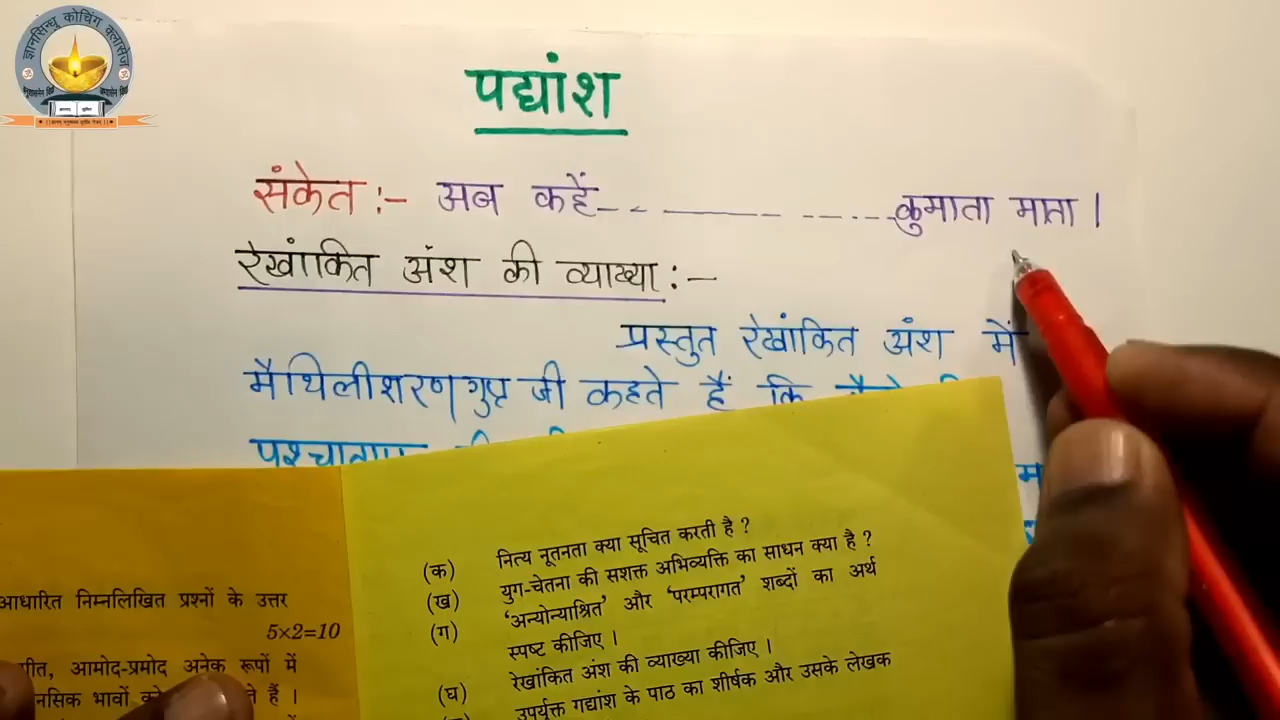 ज्ञानसिन्धु कोचिंग क्लासेज
पद्यांश
संकेत :- अब कहें- - ——— - - - - - -कुमाता माता ।
रेखांकित अंश की व्याख्या :-
प्रस्तुत रेखांकित अंश में
मैथिलीशरण गुप्त जी कहते हैं कि
पश्चाताप
(क) नित्य नूतनता क्या सूचित करती है ?
(ख) युग-चेतना की सशक्त अभिव्यक्ति का साधन क्या है ?
(ग) 'अन्योन्याश्रित' और 'परम्परागत' शब्दों का अर्थ
स्पष्ट कीजिए ।
(घ) रेखांकित अंश की व्याख्या कीजिए ।
उपर्युक्त गद्यांश के पाठ का शीर्षक और उसके लेखक
आधारित निम्नलिखित प्रश्नों के उत्तर
5×2=10
गीत, आमोद-प्रमोद अनेक रूपों में
भावों को हैं ।